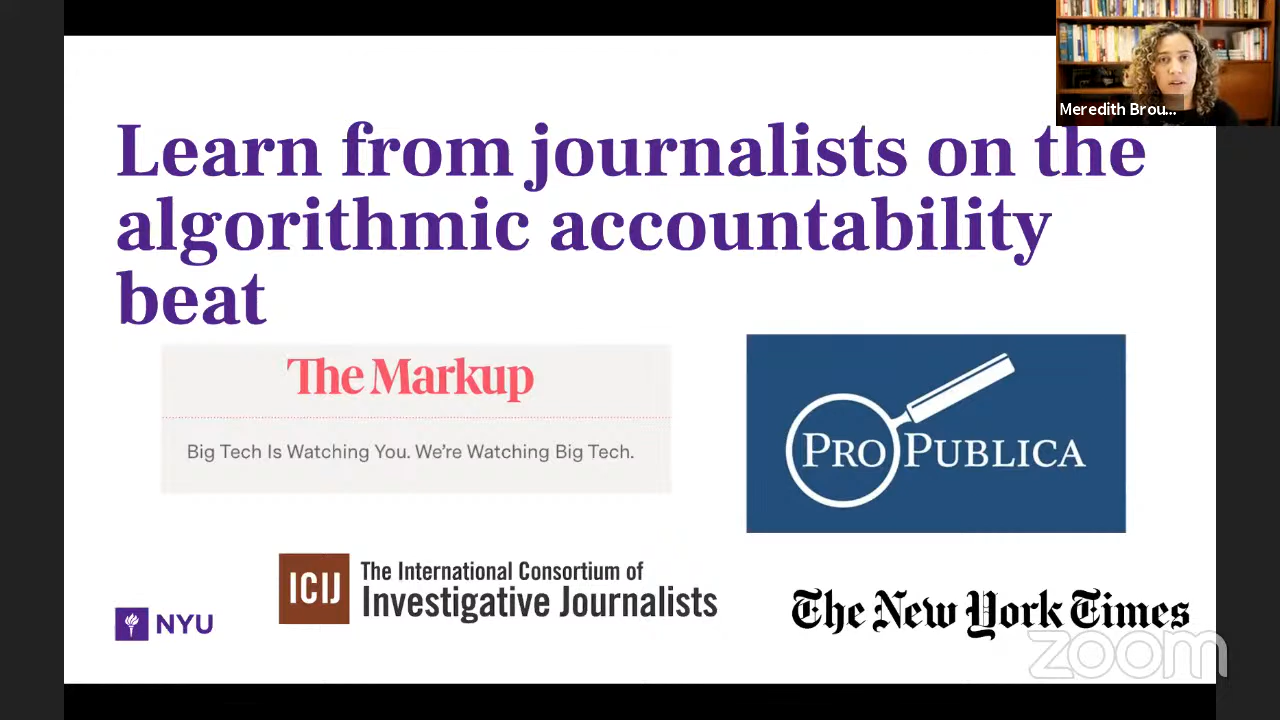 Meredith Brou...
Learn from journalists on the
algorithmic accountability
beat
The Markup
Big Tech Is Watching You. We're Watching Big Tech.
PROPUBLICA
ICIJ
The International Consortium of
Investigative Journalists
NYU
The New York Times
zoom